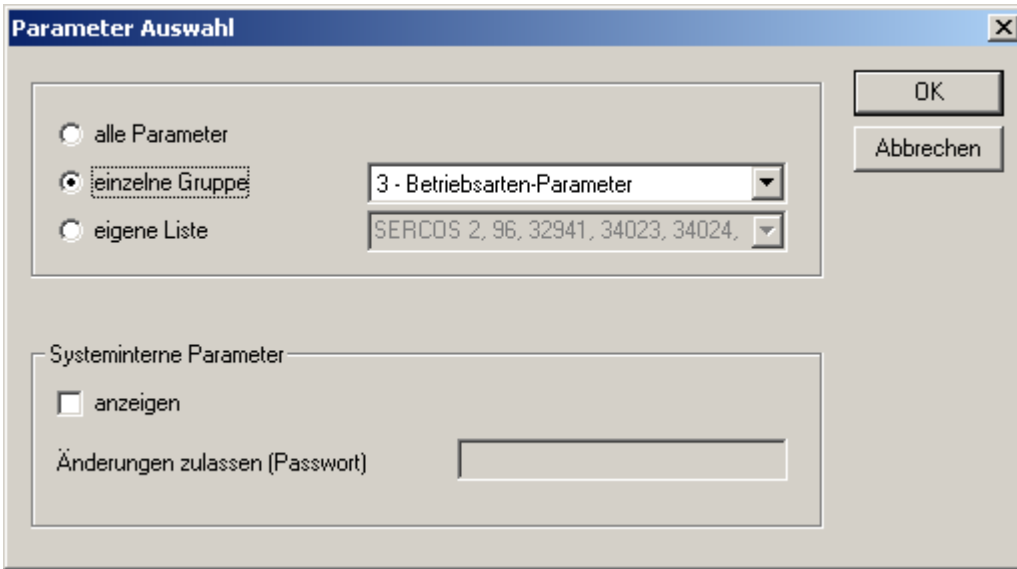 Parameter Auswahl
OK
Abbrechen
alle Parameter
einzelne Gruppe
3 - Betriebsarten-Parameter
eigene Liste
SERCOS 2, 96, 32941, 34023, 34024,
Systeminterne Parameter
anzeigen
Änderungen zulassen (Passwort)